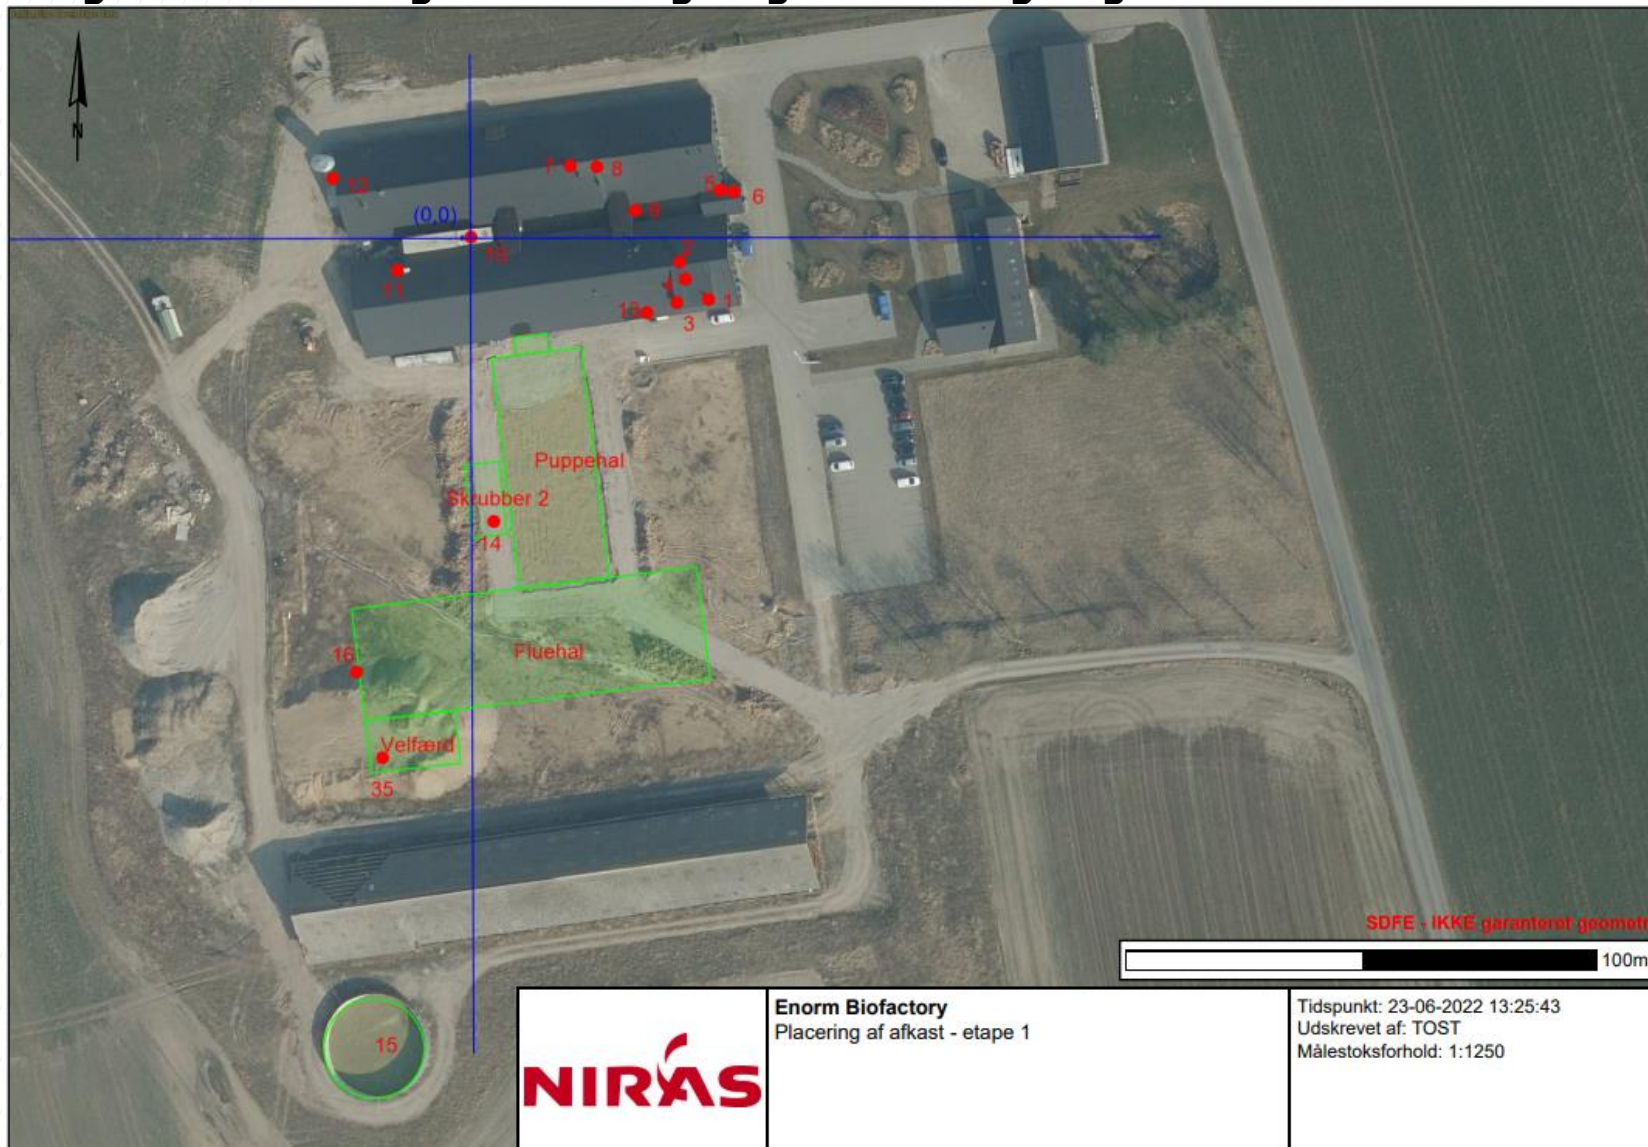 N
7
8
12
5
6
9
(0,0)
10
2
11
4
1
13
3
Puppehal
Skrubber 2
14
16
Fluehal
Velfærd
35
15
SDFE - IKKE garanteret geometri
100m
NIRAS
Enorm Biofactory
Placering af afkast - etape 1
Tidspunkt: 23-06-2022 13:25:43
Udskrevet af: TOST
Målestoksforhold: 1:1250